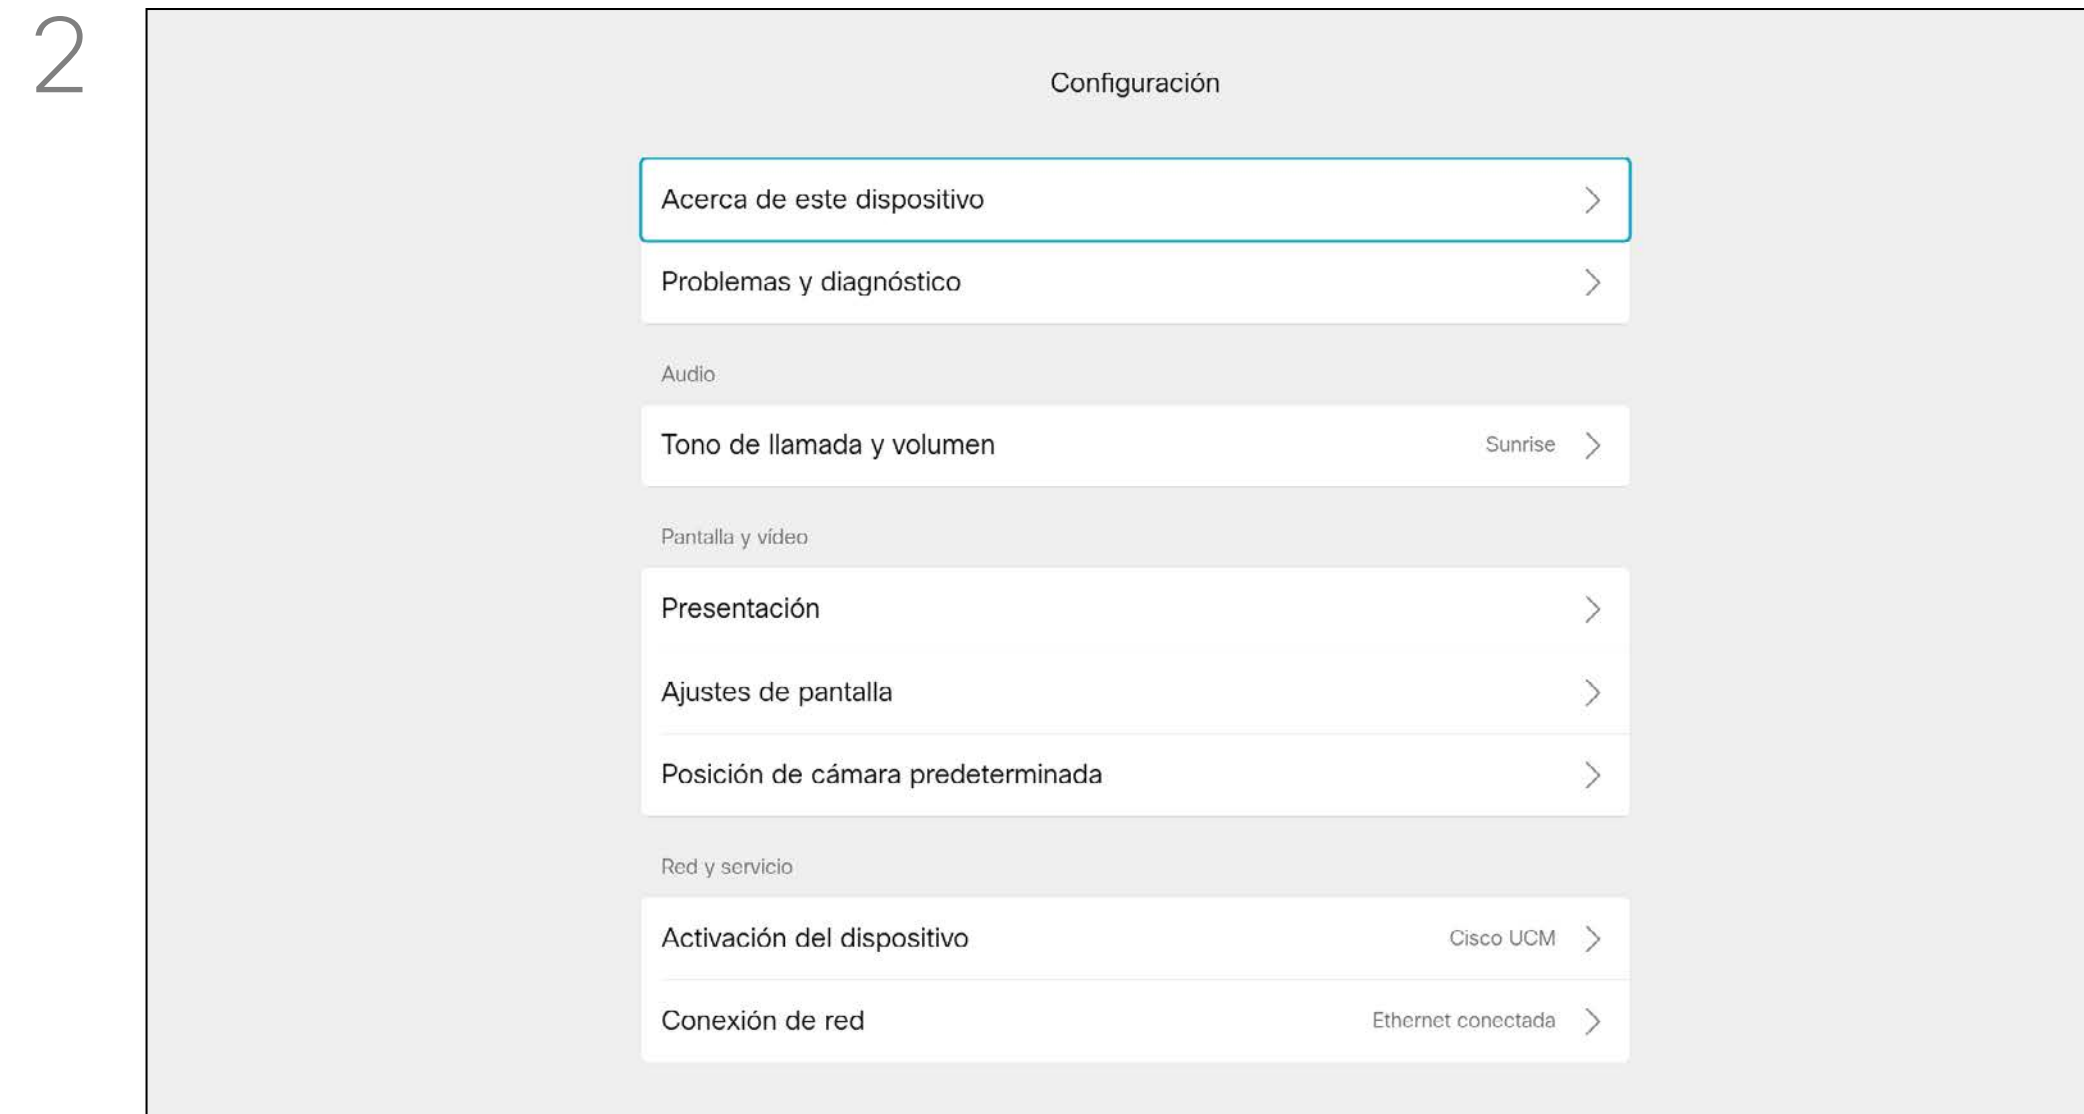 2
Configuración
Acerca de este dispositivo
Problemas y diagnóstico
Audio
Tono de llamada y volumen Sunrise
Pantalla y vídeo
Presentación
Ajustes de pantalla
Posición de cámara predeterminada
Red y servicio
Activación del dispositivo Cisco UCM
Conexión de red Ethernet conectada